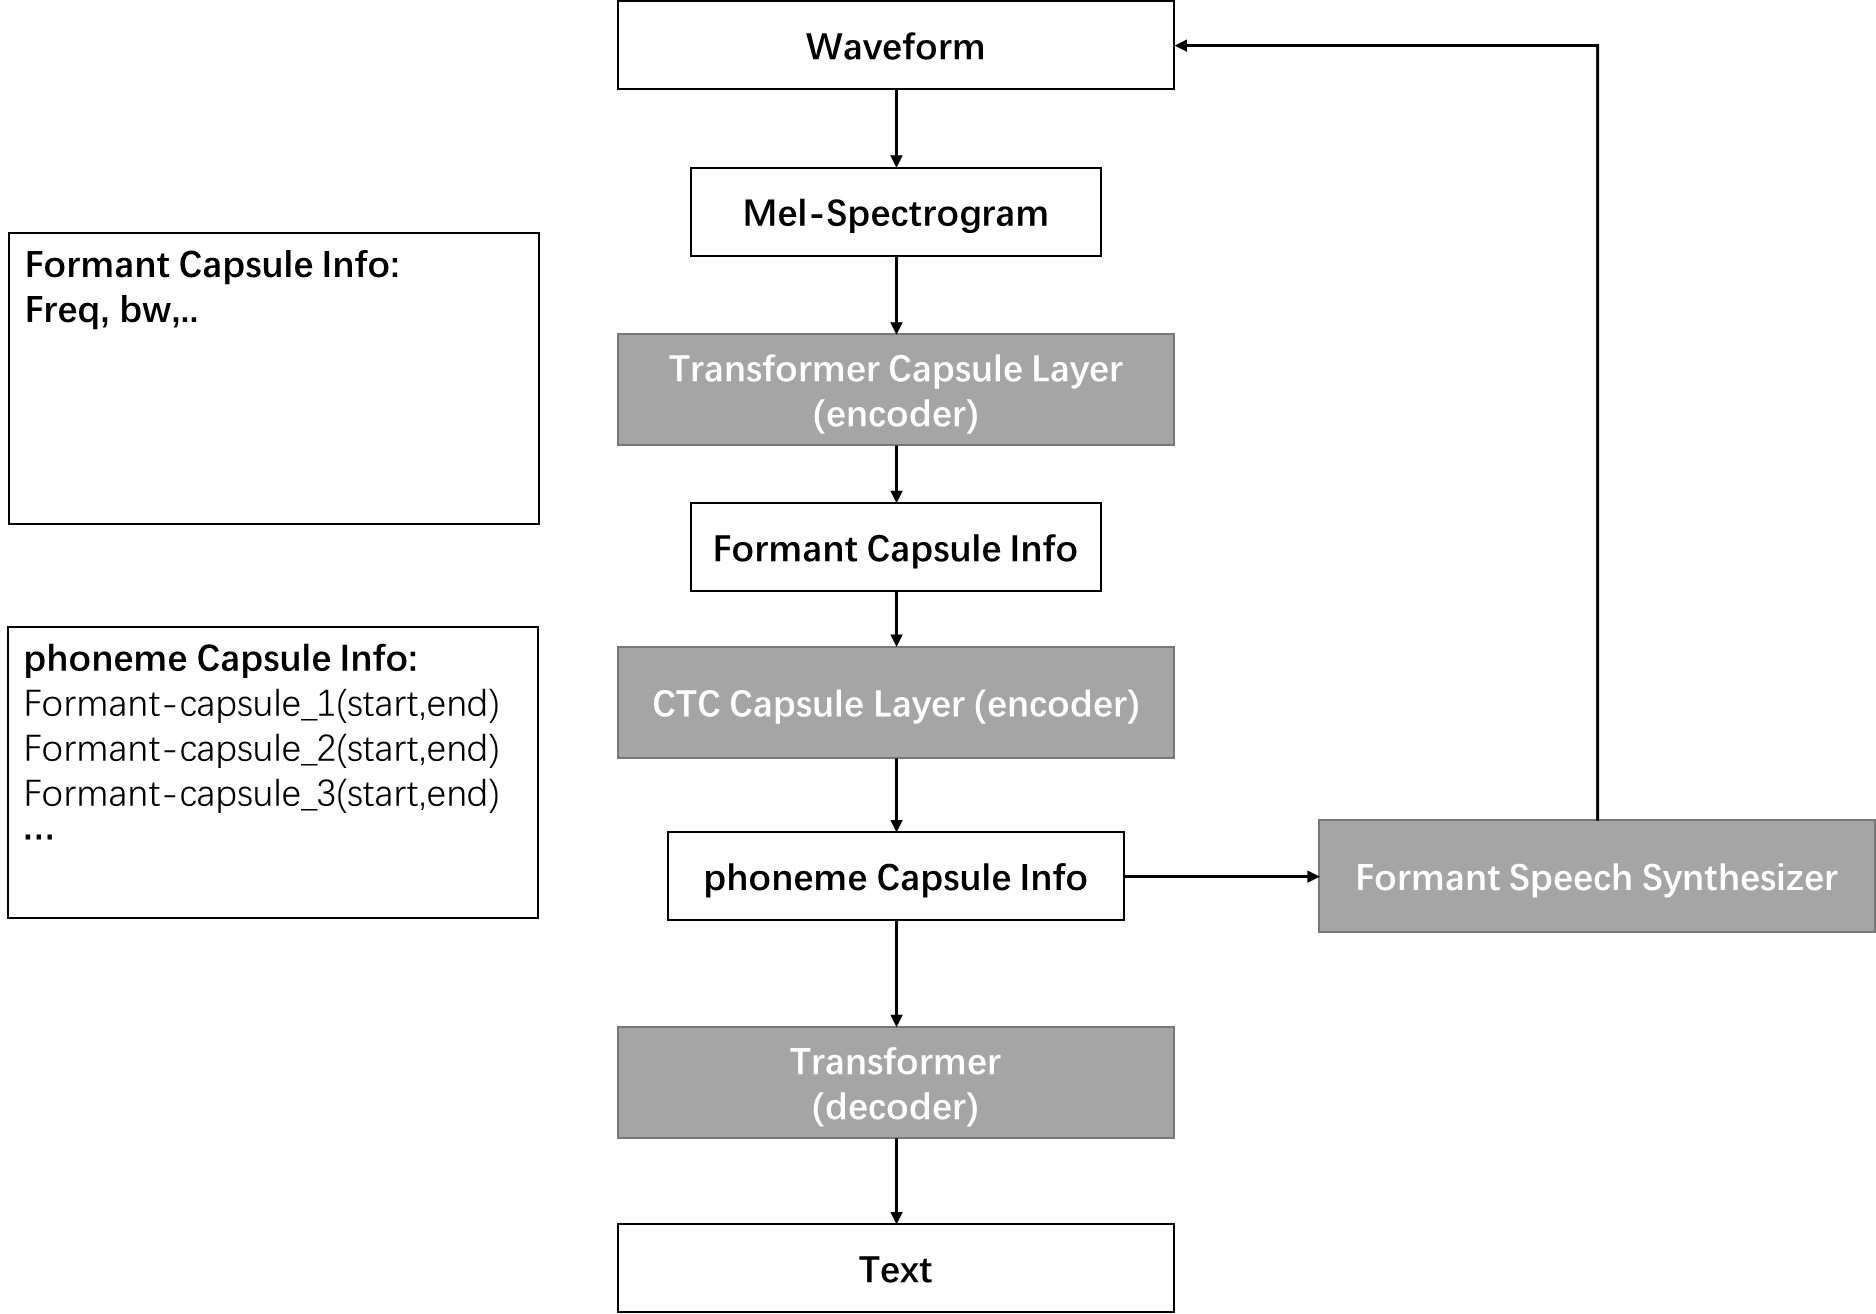 Waveform
Mel-Spectrogram
Formant Capsule Info:
Freq, bw,..
Transformer Capsule Layer
(encoder)
Formant Capsule Info
phoneme Capsule Info:
Formant-capsule_1(start,end)
Formant-capsule_2(start,end)
Formant-capsule_3(start,end)
...
CTC Capsule Layer (encoder)
phoneme Capsule Info
Formant Speech Synthesizer
Transformer
(decoder)
Text